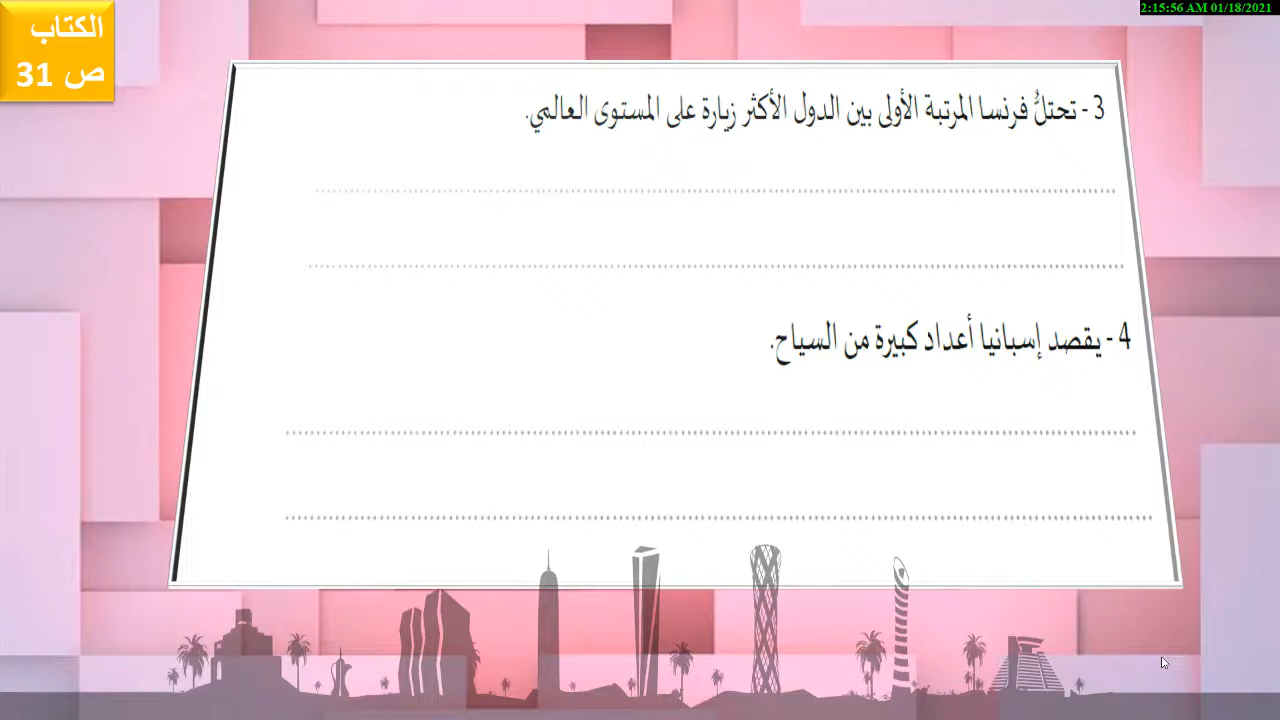 2:15:56 AM 01/18/2021
الكتاب
ص 31
3 - تحتلُّ فرنسا المرتبة الأولى بين الدول الأكثر زيارة على المستوى العالمي.
4 - يقصد إسبانيا أعداد كبيرة من السياح.